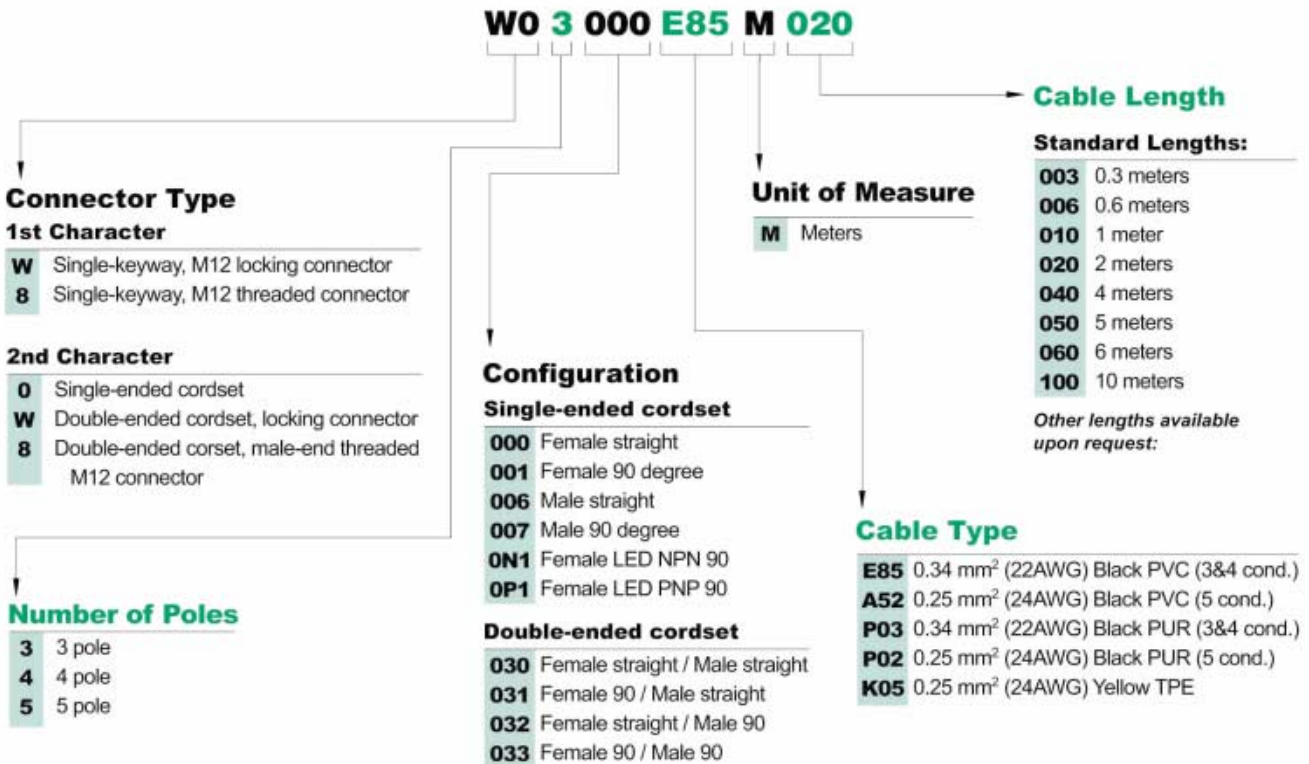 W0 3 000 E85 M 020
Connector Type
1st Character
W Single-keyway, M12 locking connector
8 Single-keyway, M12 threaded connector
2nd Character
0 Single-ended cordset
W Double-ended cordset, locking connector
8 Double-ended corset, male-end threaded
M12 connector
Number of Poles
3 3 pole
4 4 pole
5 5 pole
Configuration
Single-ended cordset
000 Female straight
001 Female 90 degree
006 Male straight
007 Male 90 degree
0N1 Female LED NPN 90
0P1 Female LED PNP 90
Double-ended cordset
030 Female straight / Male straight
031 Female 90 / Male straight
032 Female straight / Male 90
033 Female 90 / Male 90
Cable Type
E85 0.34 mm² (22AWG) Black PVC (3&4 cond.)
A52 0.25 mm² (24AWG) Black PVC (5 cond.)
P03 0.34 mm² (22AWG) Black PUR (3&4 cond.)
P02 0.25 mm² (24AWG) Black PUR (5 cond.)
K05 0.25 mm² (24AWG) Yellow TPE
Unit of Measure
M Meters
Cable Length
Standard Lengths:
003 0.3 meters
006 0.6 meters
010 1 meter
020 2 meters
040 4 meters
050 5 meters
060 6 meters
100 10 meters
Other lengths available
upon request: